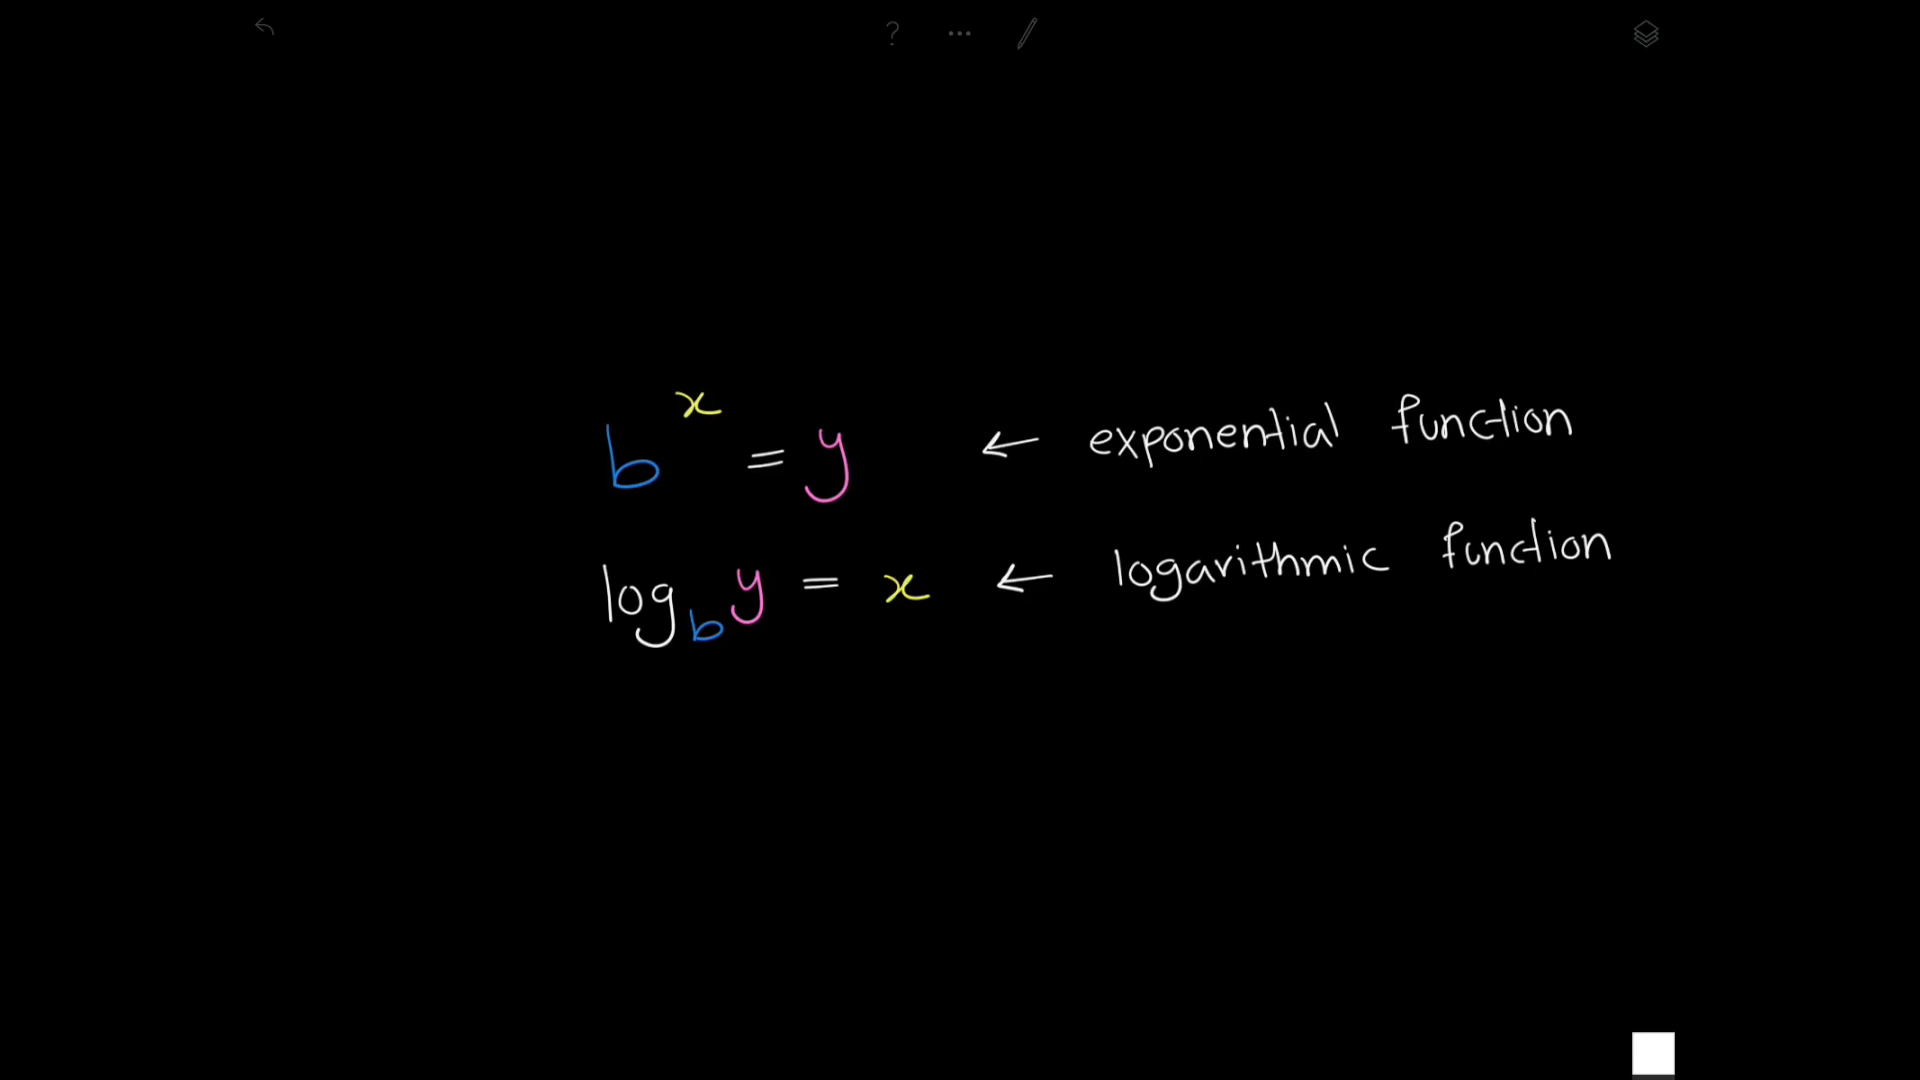 b^x = y ← exponential function
log_b y = x ← logarithmic function